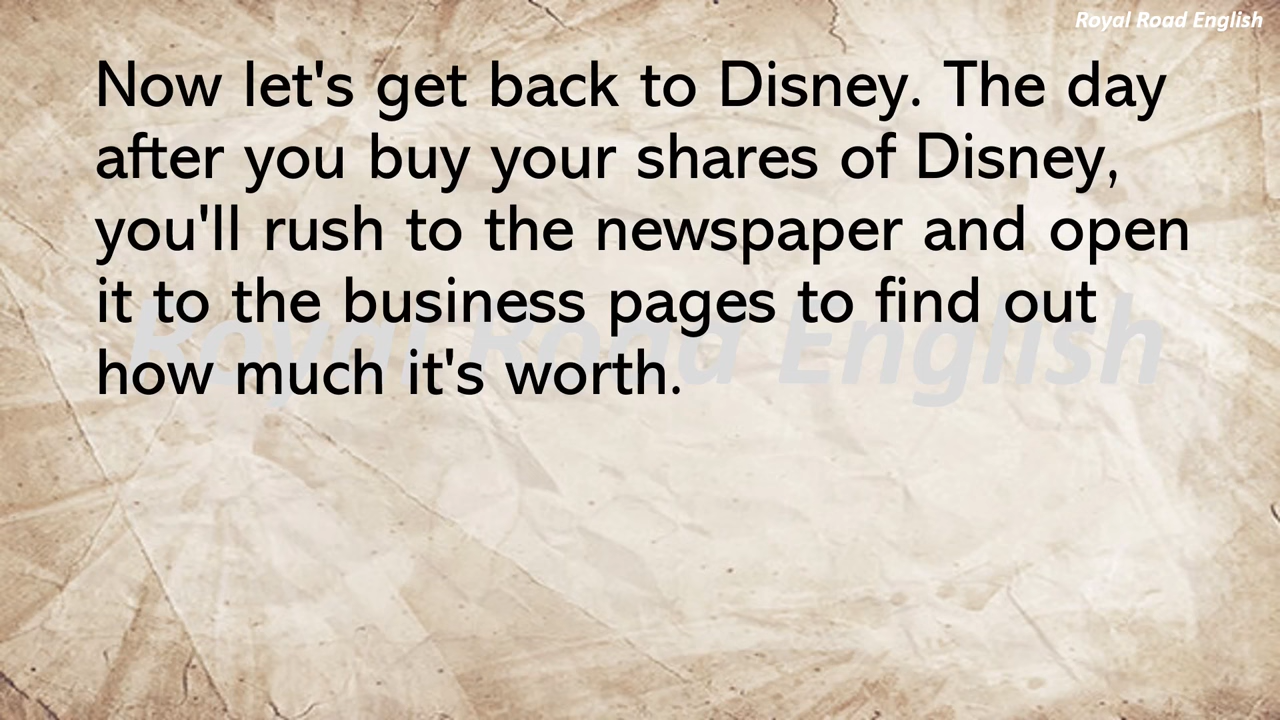 Royal Road English
Now let's get back to Disney. The day
after you buy your shares of Disney,
you'll rush to the newspaper and open
it to the business pages to find out
how much it's worth.
Royal Road English